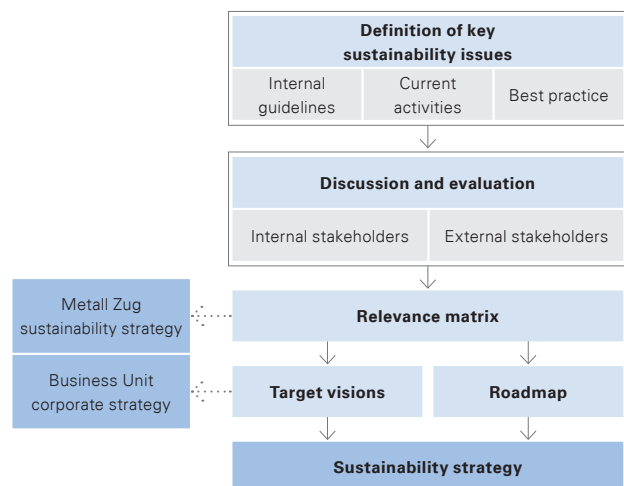 Definition of key
sustainability issues
Internal
guidelines
Current
activities
Best practice
Discussion and evaluation
Internal stakeholders
External stakeholders
Metall Zug
sustainability strategy
Relevance matrix
Business Unit
corporate strategy
Target visions
Roadmap
Sustainability strategy